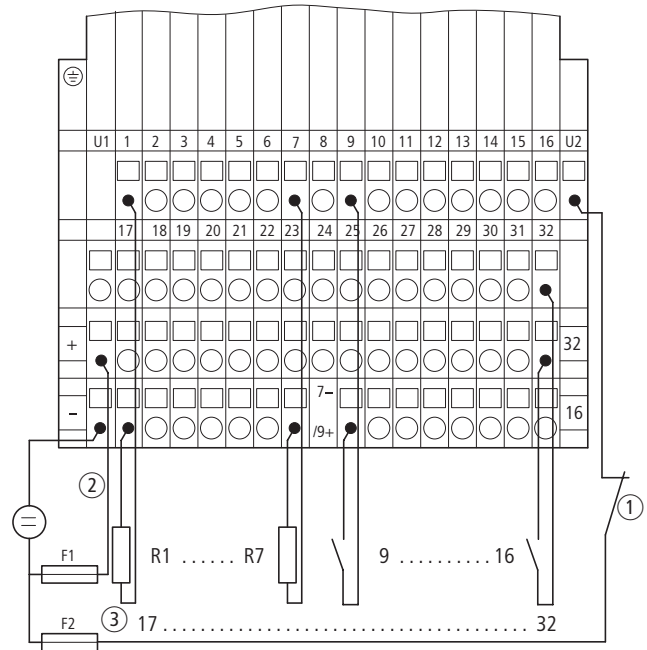 U1 1 2 3 4 5 6 7 8 9 10 11 12 13 14 15 16 U2
17 18 19 20 21 22 23 24 25 26 27 28 29 30 31 32
+ 32
7–
– /9+ 16
2
1
F1 R1 ...... R7 9 .......... 16
F2 3 17 .................................... 32